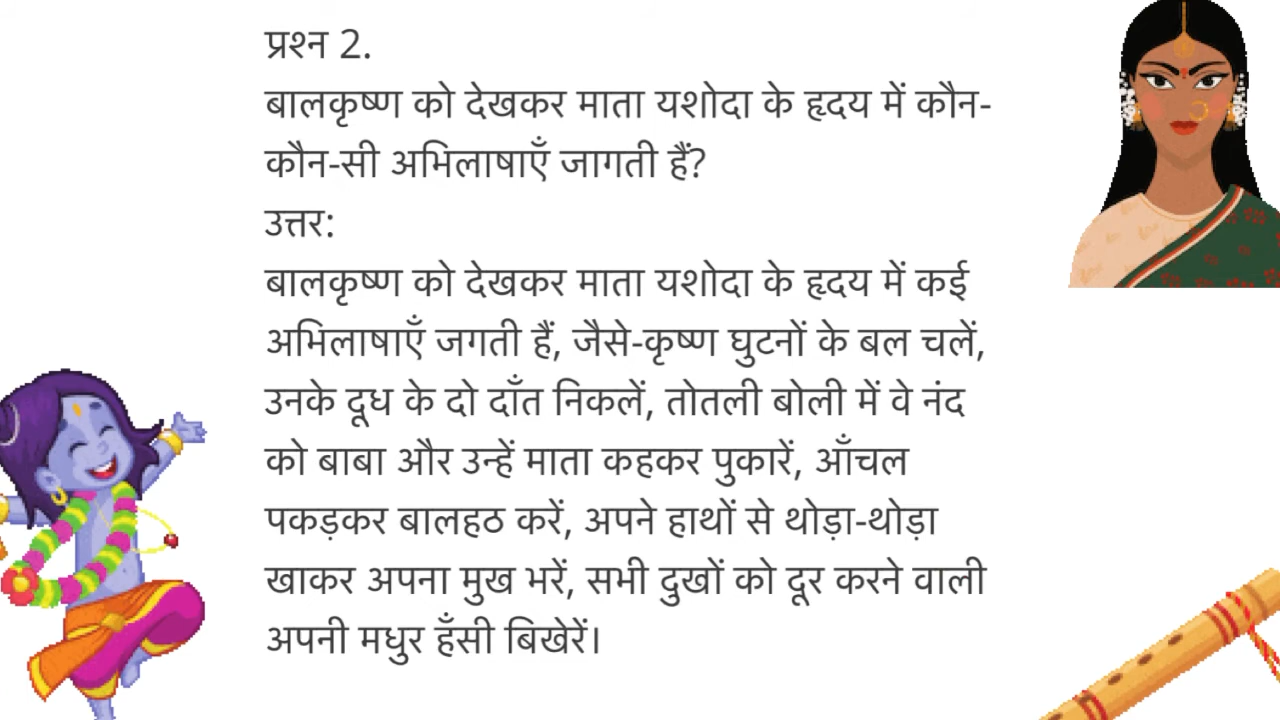 प्रश्न 2.
बालकृष्ण को देखकर माता यशोदा के हृदय में कौन-
कौन-सी अभिलाषाएँ जागती हैं?
उत्तर:
बालकृष्ण को देखकर माता यशोदा के हृदय में कई
अभिलाषाएँ जगती हैं, जैसे-कृष्ण घुटनों के बल चलें,
उनके दूध के दो दाँत निकलें, तोतली बोली में वे नंद
को बाबा और उन्हें माता कहकर पुकारें, आँचल
पकड़कर बालहठ करें, अपने हाथों से थोड़ा-थोड़ा
खाकर अपना मुख भरें, सभी दुखों को दूर करने वाली
अपनी मधुर हँसी बिखेरें।